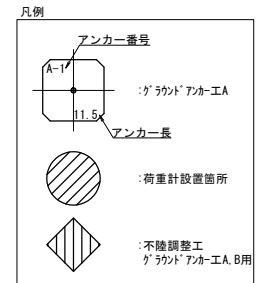 凡例
アンカー番号
A-1
:グラウンドアンカー工A
11.5
アンカー長
:荷重計設置箇所
:不陸調整工
グラウンドアンカー工A,B用